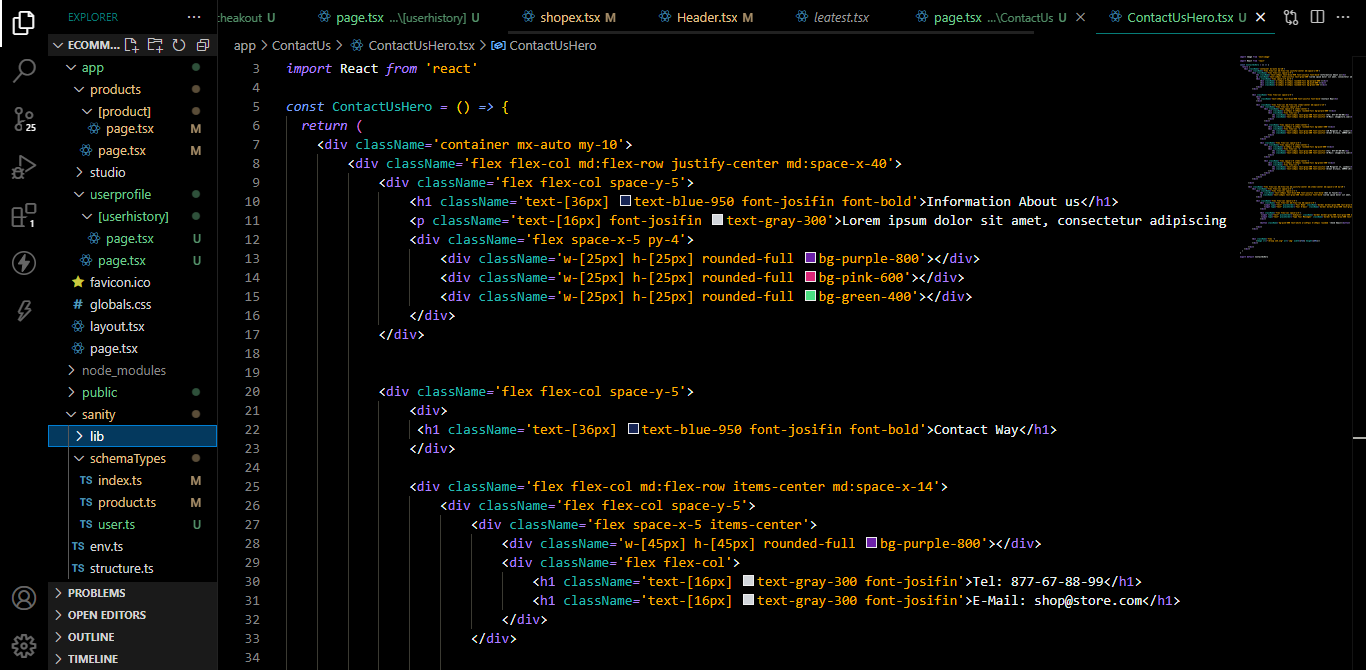 EXPLORER ...
ECOMM...
app
products
[product]
page.tsx M
page.tsx M
studio
userprofile
[userhistory]
page.tsx U
page.tsx U
favicon.ico
# globals.css
layout.tsx
page.tsx
node_modules
public
sanity
lib
schemaTypes
TS index.ts M
TS product.ts M
TS user.ts U
TS env.ts
TS structure.ts
PROBLEMS
OPEN EDITORS
OUTLINE
TIMELINE
25
1
cheakout U page.tsx ...\[userhistory] U shopex.tsx M Header.tsx M leatest.tsx page.tsx ...\ContactUs U ContactUsHero.tsx U
app > ContactUs > ContactUsHero.tsx > ContactUsHero
3 import React from 'react'
4
5 const ContactUsHero = () => {
6 return (
7 <div className='container mx-auto my-10'>
8 <div className='flex flex-col md:flex-row justify-center md:space-x-40'>
9 <div className='flex flex-col space-y-5'>
10 <h1 className='text-[36px] text-blue-950 font-josifin font-bold'>Information About us</h1>
11 <p className='text-[16px] font-josifin text-gray-300'>Lorem ipsum dolor sit amet, consectetur adipiscing
12 <div className='flex space-x-5 py-4'>
13 <div className='w-[25px] h-[25px] rounded-full bg-purple-800'></div>
14 <div className='w-[25px] h-[25px] rounded-full bg-pink-600'></div>
15 <div className='w-[25px] h-[25px] rounded-full bg-green-400'></div>
16 </div>
17 </div>
18
19
20 <div className='flex flex-col space-y-5'>
21 <div>
22 <h1 className='text-[36px] text-blue-950 font-josifin font-bold'>Contact Way</h1>
23 </div>
24
25 <div className='flex flex-col md:flex-row items-center md:space-x-14'>
26 <div className='flex flex-col space-y-5'>
27 <div className='flex space-x-5 items-center'>
28 <div className='w-[45px] h-[45px] rounded-full bg-purple-800'></div>
29 <div className='flex flex-col'>
30 <h1 className='text-[16px] text-gray-300 font-josifin'>Tel: 877-67-88-99</h1>
31 <h1 className='text-[16px] text-gray-300 font-josifin'>E-Mail: shop@store.com</h1>
32 </div>
33 </div>
34